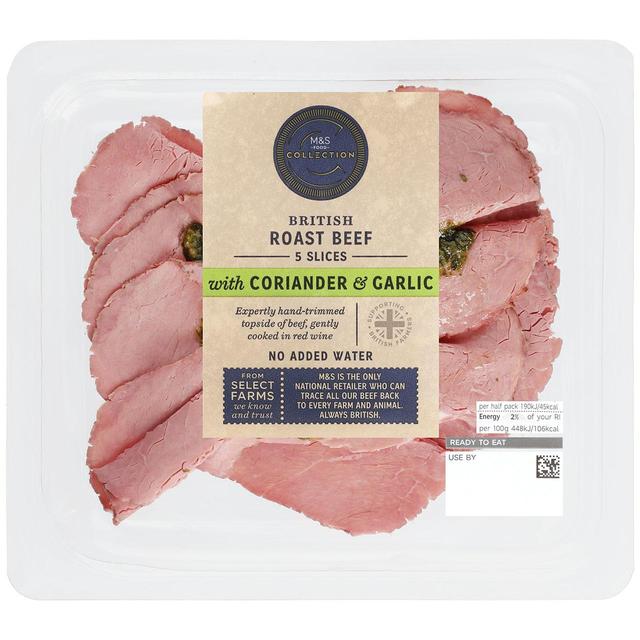 M&S
FOOD
COLLECTION
BRITISH
ROAST BEEF
5 SLICES
with CORIANDER & GARLIC
Expertly hand-trimmed
topside of beef, gently
cooked in red wine
SUPPORTING
BRITISH FARMERS
NO ADDED WATER
FROM
SELECT
FARMS
we know
and trust
M&S IS THE ONLY
NATIONAL RETAILER WHO CAN
TRACE ALL OUR BEEF BACK
TO EVERY FARM AND ANIMAL.
ALWAYS BRITISH.
per half pack 190kJ/45kcal
Energy 2% of your RI
per 100g 448kJ/106kcal
READY TO EAT
USE BY